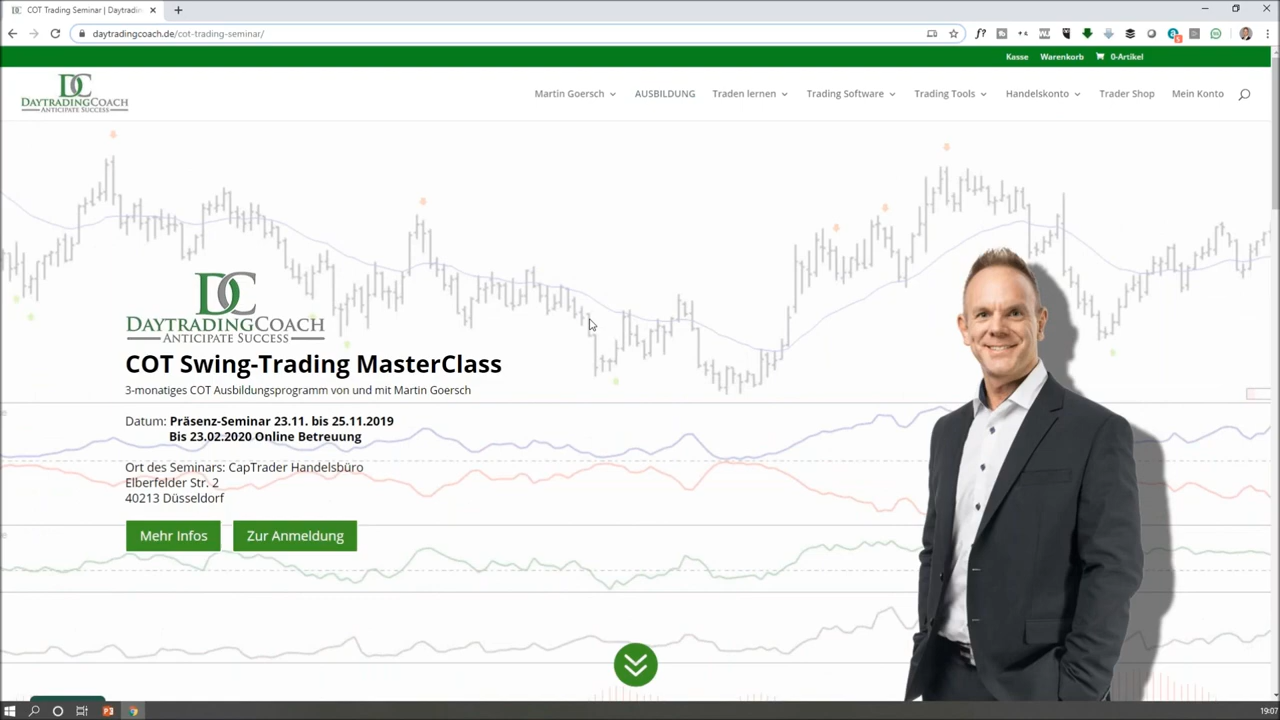 COT Trading Seminar | Daytradin
daytradingcoach.de/cot-trading-seminar/
Kasse Warenkorb 0-Artikel
DC
DAYTRADINGCOACH
ANTICIPATE SUCCESS
Martin Goersch AUSBILDUNG Traden lernen Trading Software Trading Tools Handelskonto Trader Shop Mein Konto
DC
DAYTRADINGCOACH
ANTICIPATE SUCCESS
COT Swing-Trading MasterClass
3-monatiges COT Ausbildungsprogramm von und mit Martin Goersch
Datum: Präsenz-Seminar 23.11. bis 25.11.2019
Bis 23.02.2020 Online Betreuung
Ort des Seminars: CapTrader Handelsbüro
Elberfelder Str. 2
40213 Düsseldorf
Mehr Infos Zur Anmeldung
19:07